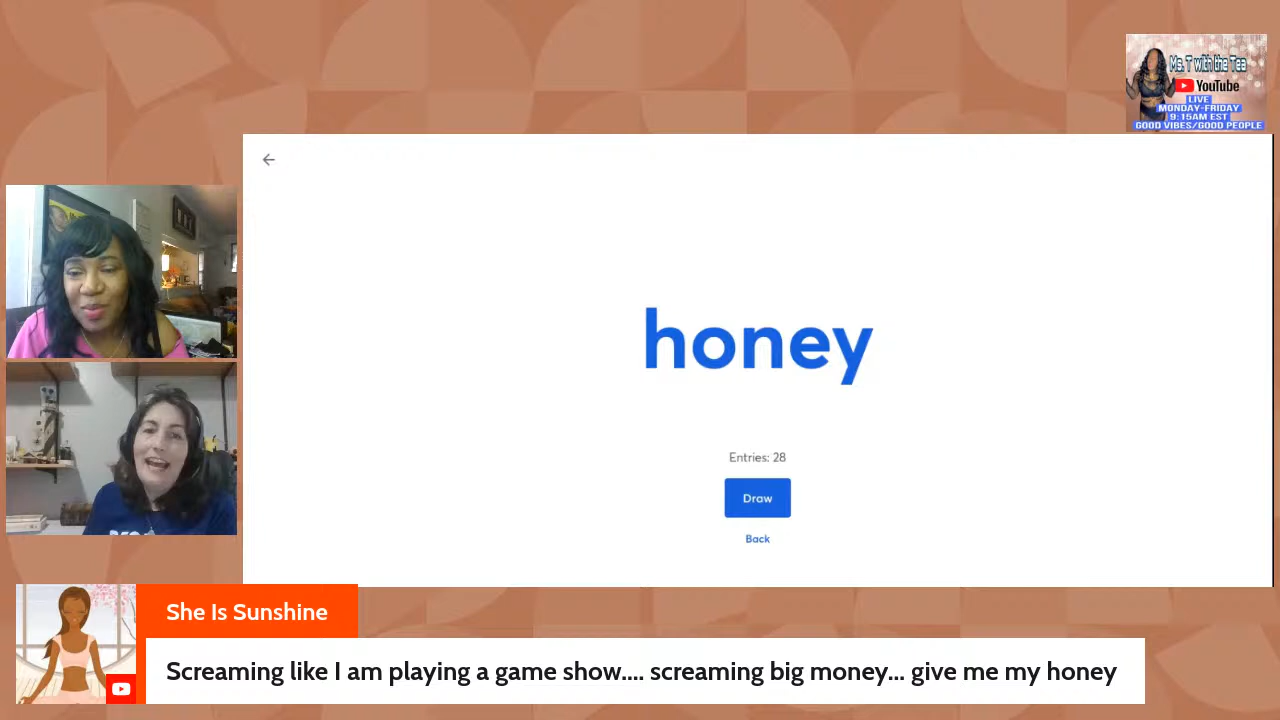 Ms. T with the Tea
YouTube
LIVE
MONDAY-FRIDAY
9:15AM EST
GOOD VIBES/GOOD PEOPLE
honey
Entries: 28
Draw
Back
She Is Sunshine
Screaming like I am playing a game show.... screaming big money... give me my honey